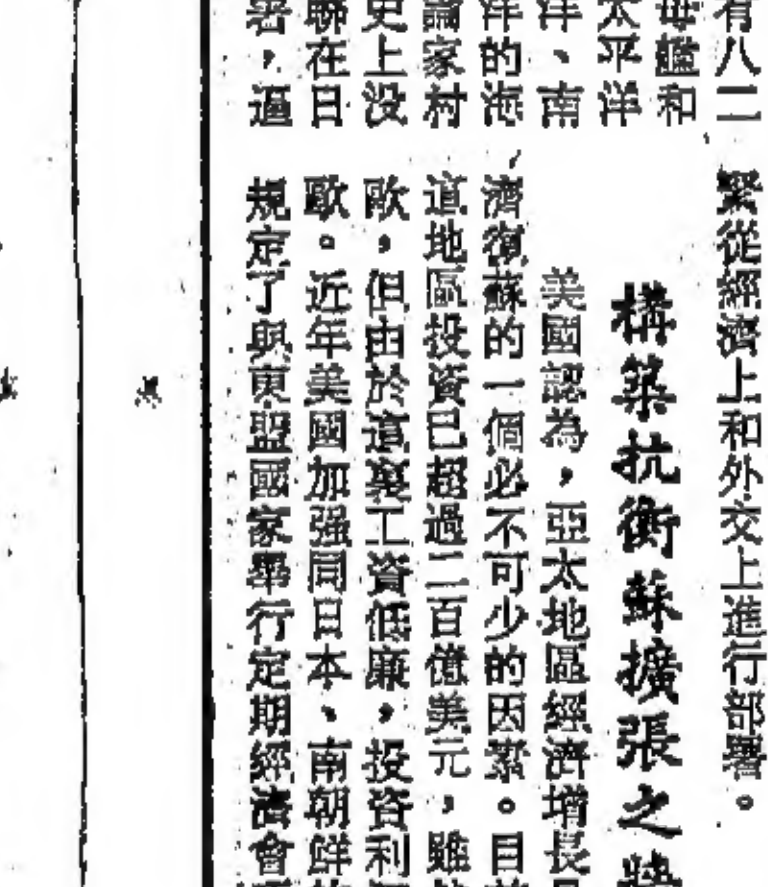 有八二
毋艦和
太平洋
洋、南
洋的海
論家村
史上没
聯在日
署，逼
繫從經濟上和外交上進行部署。
構築抗衡蘇擴張之牆
美國認為，亞太地區經濟增長
濟復蘇的一個必不可少的因素。目前
道地區投資已超過二百億美元，雖
歐，但由於這裏工資低廉，投資利
歐。近年美國加强同日本、南朝鮮
規定了與東盟國家舉行定期經濟會